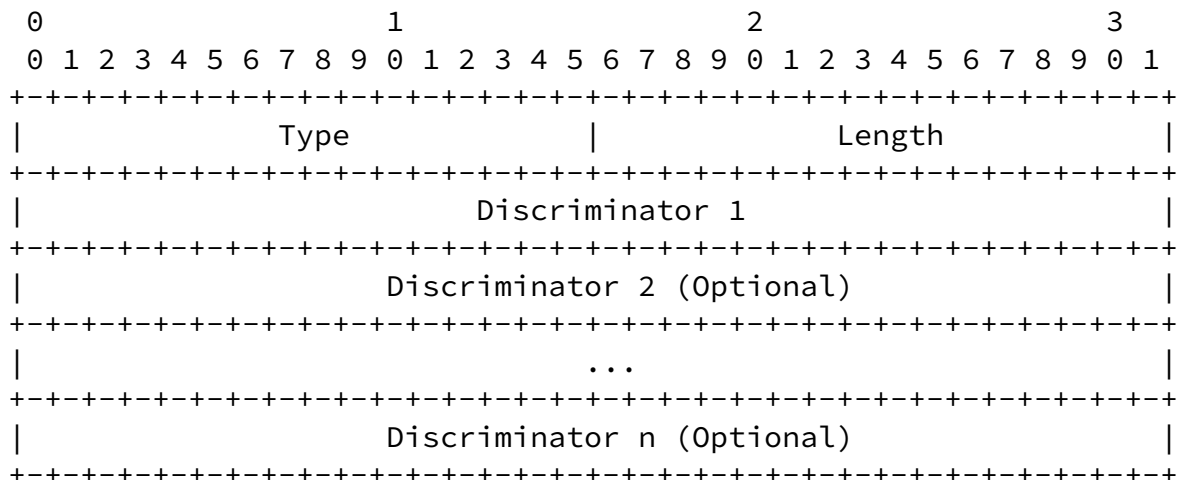 0                   1                   2                   3
 0 1 2 3 4 5 6 7 8 9 0 1 2 3 4 5 6 7 8 9 0 1 2 3 4 5 6 7 8 9 0 1
+-+-+-+-+-+-+-+-+-+-+-+-+-+-+-+-+-+-+-+-+-+-+-+-+-+-+-+-+-+-+-+-+
|              Type             |             Length            |
+-+-+-+-+-+-+-+-+-+-+-+-+-+-+-+-+-+-+-+-+-+-+-+-+-+-+-+-+-+-+-+-+
|                         Discriminator 1                       |
+-+-+-+-+-+-+-+-+-+-+-+-+-+-+-+-+-+-+-+-+-+-+-+-+-+-+-+-+-+-+-+-+
|                    Discriminator 2 (Optional)                 |
+-+-+-+-+-+-+-+-+-+-+-+-+-+-+-+-+-+-+-+-+-+-+-+-+-+-+-+-+-+-+-+-+
|                               ...                             |
+-+-+-+-+-+-+-+-+-+-+-+-+-+-+-+-+-+-+-+-+-+-+-+-+-+-+-+-+-+-+-+-+
|                    Discriminator n (Optional)                 |
+-+-+-+-+-+-+-+-+-+-+-+-+-+-+-+-+-+-+-+-+-+-+-+-+-+-+-+-+-+-+-+-+